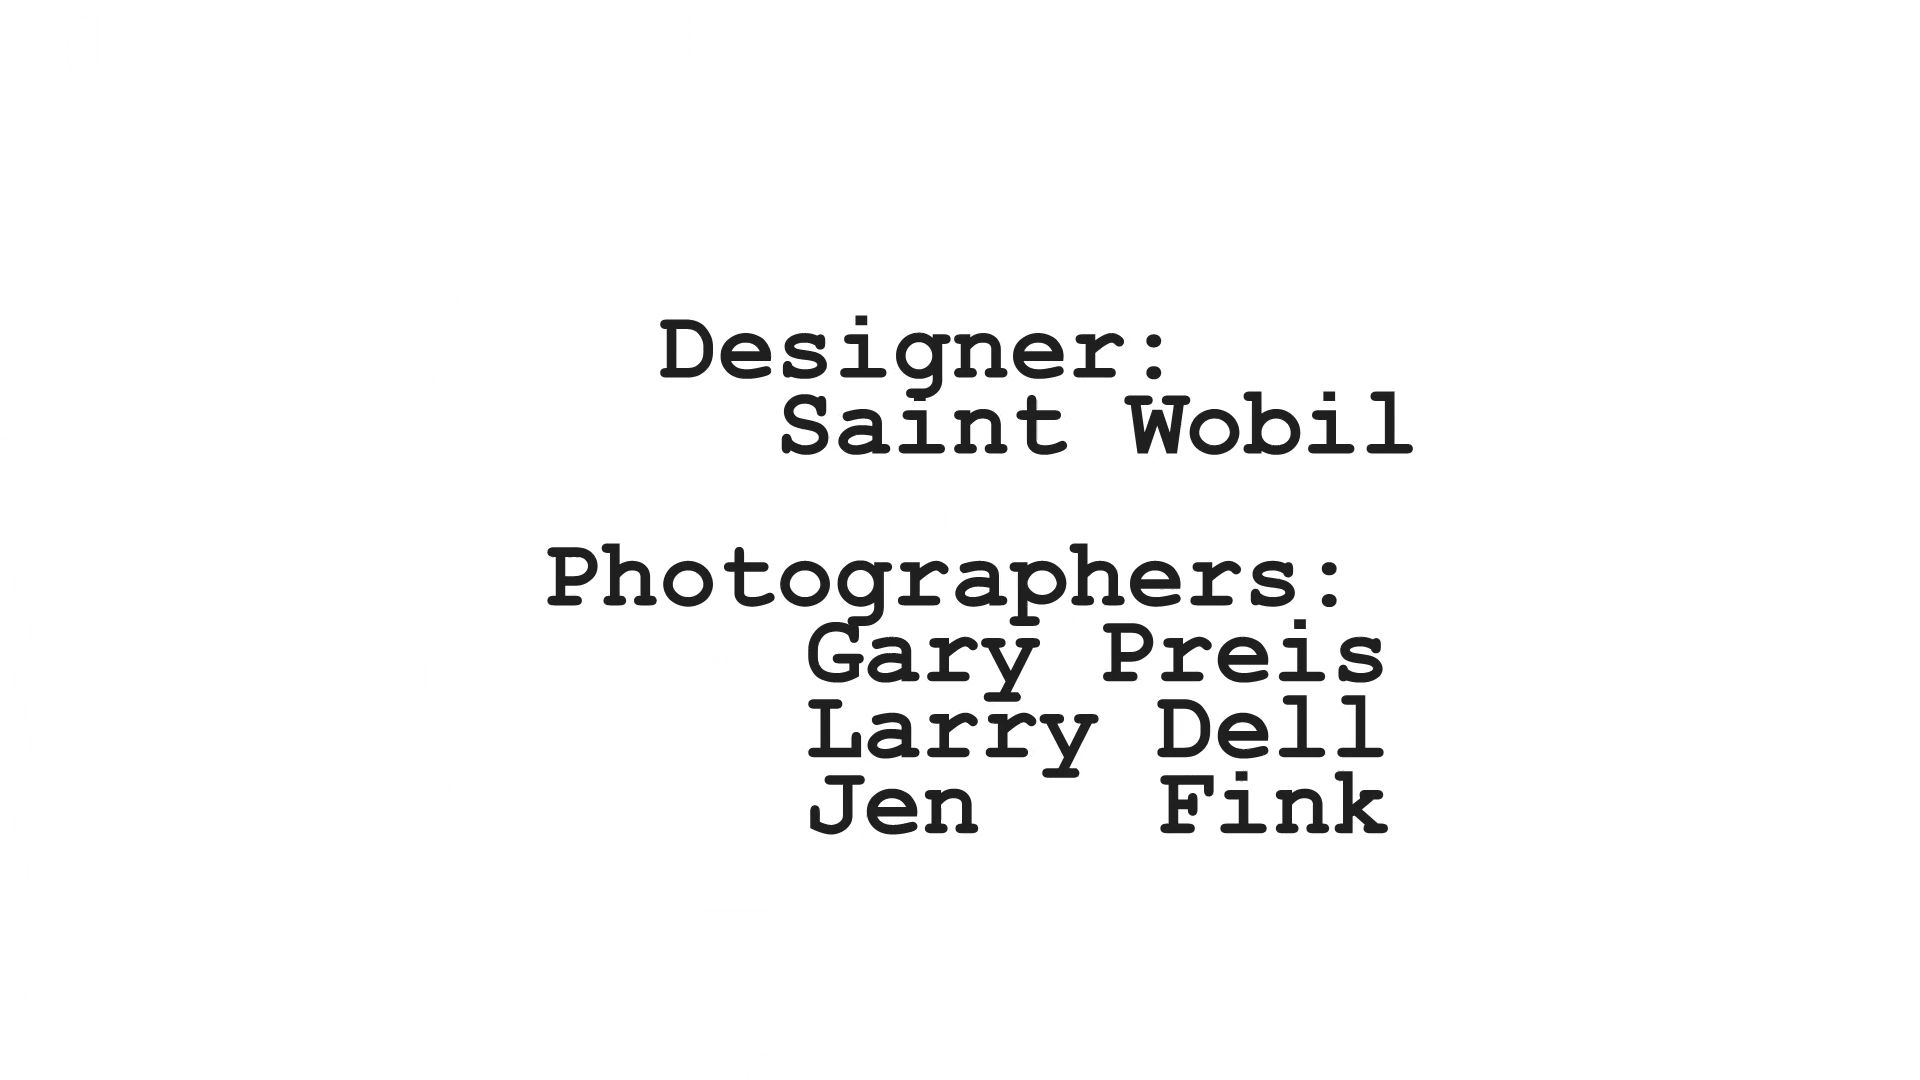 Designer:
Saint Wobil
Photographers:
Gary Preis
Larry Dell
Jen Fink